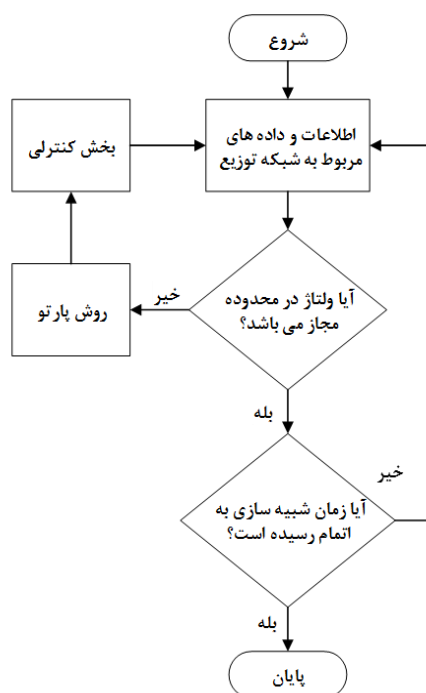 شروع
اطلاعات و داده های
مربوط به شبکه توزیع
بخش کنترلی
آیا ولتاژ در محدوده
مجاز می باشد؟
خیر
روش پارتو
بله
آیا زمان شبیه سازی به
اتمام رسیده است؟
خیر
بله
پایان